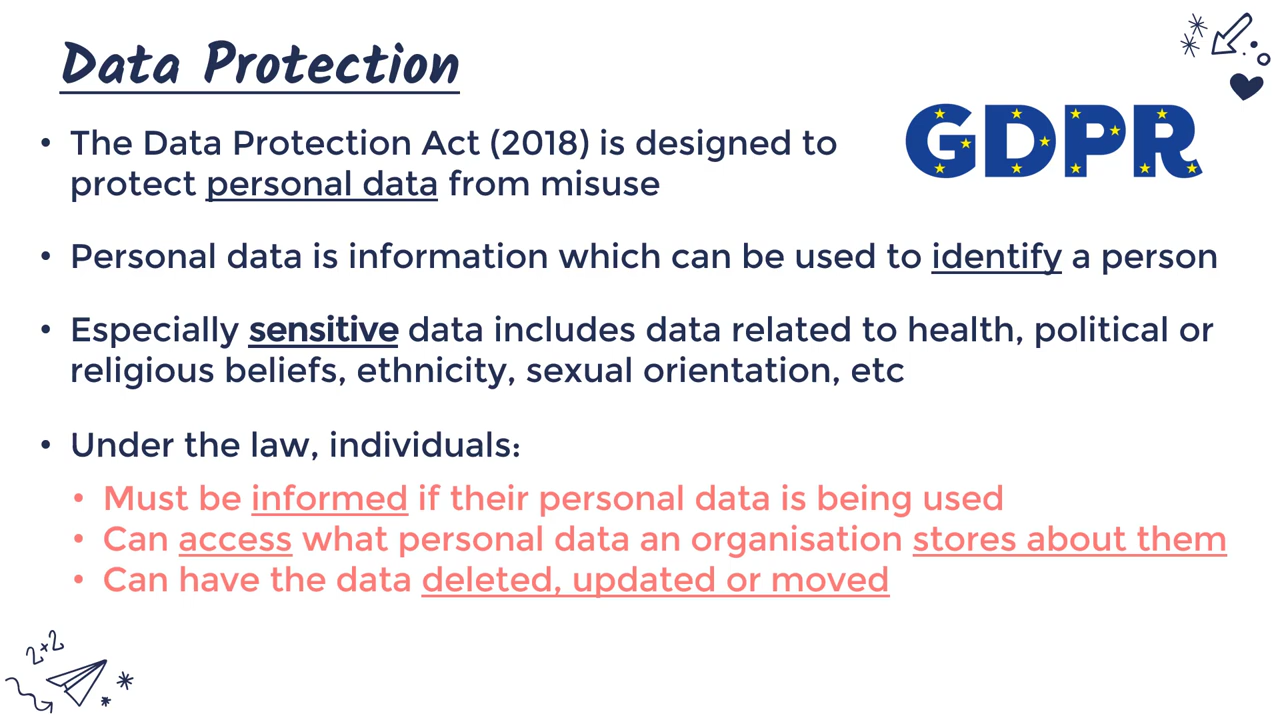 Data Protection
GDPR
• The Data Protection Act (2018) is designed to
protect personal data from misuse
• Personal data is information which can be used to identify a person
• Especially sensitive data includes data related to health, political or
religious beliefs, ethnicity, sexual orientation, etc
• Under the law, individuals:
• Must be informed if their personal data is being used
• Can access what personal data an organisation stores about them
• Can have the data deleted, updated or moved
2+2